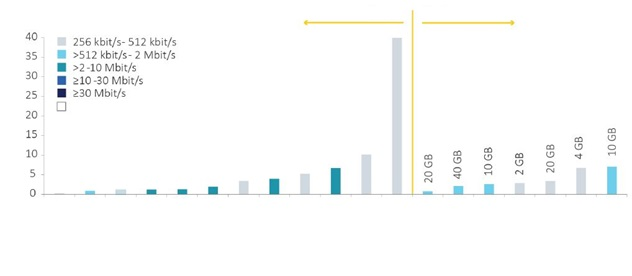 40
35
30
25
20
15
10
5
0
256 kbit/s- 512 kbit/s
>512 kbit/s- 2 Mbit/s
>2-10 Mbit/s
≥10 -30 Mbit/s
≥30 Mbit/s
20 GB
40 GB
10 GB
2 GB
20 GB
4 GB
10 GB